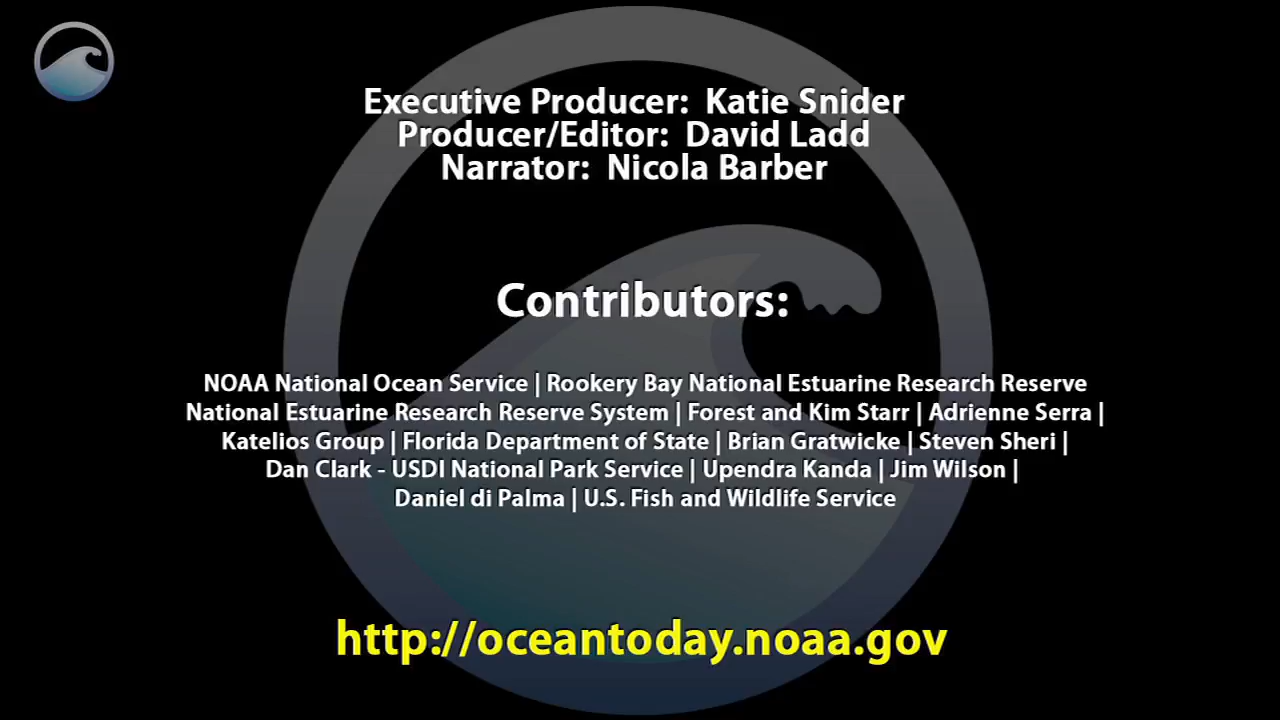 Executive Producer: Katie Snider
Producer/Editor: David Ladd
Narrator: Nicola Barber
Contributors:
NOAA National Ocean Service | Rookery Bay National Estuarine Research Reserve
National Estuarine Research Reserve System | Forest and Kim Starr | Adrienne Serra |
Katelios Group | Florida Department of State | Brian Gratwicke | Steven Sheri |
Dan Clark - USDI National Park Service | Upendra Kanda | Jim Wilson |
Daniel di Palma | U.S. Fish and Wildlife Service
http://oceantoday.noaa.gov